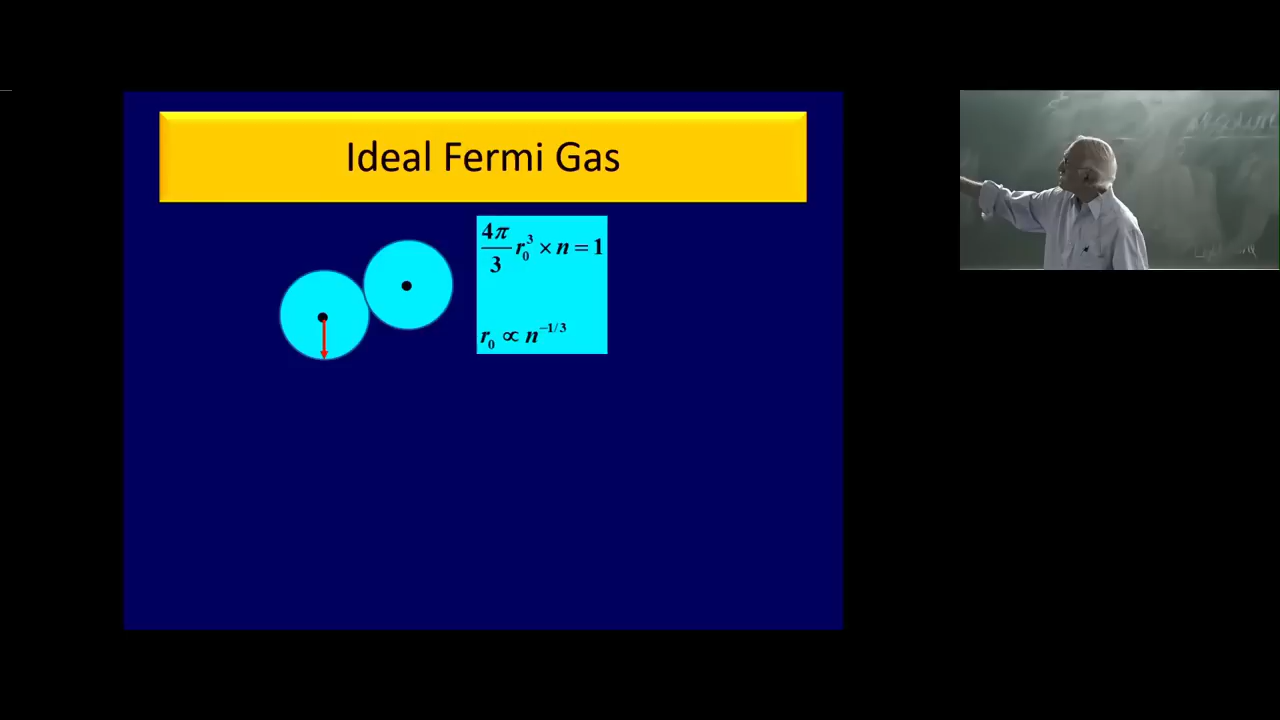 Ideal Fermi Gas
4π/3 r₀³ × n = 1
r₀ ∝ n^−1/3